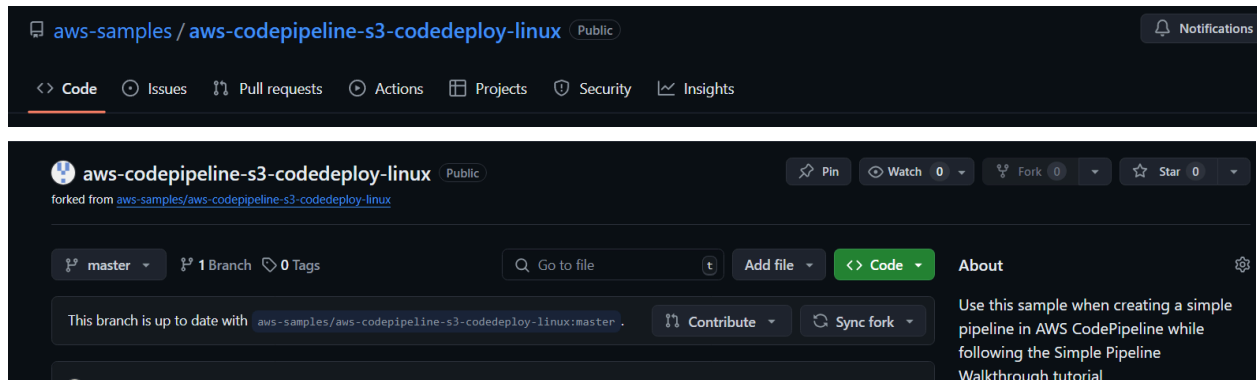 aws-samples / aws-codepipeline-s3-codedeploy-linux Public
Notifications
Code Issues Pull requests Actions Projects Security Insights
aws-codepipeline-s3-codedeploy-linux Public
Pin Watch 0 Fork 0 Star 0
forked from aws-samples/aws-codepipeline-s3-codedeploy-linux
master 1 Branch 0 Tags Go to file t Add file <> Code
About
This branch is up to date with aws-samples/aws-codepipeline-s3-codedeploy-linux:master .
Contribute Sync fork
Use this sample when creating a simple
pipeline in AWS CodePipeline while
following the Simple Pipeline
Walkthrough tutorial